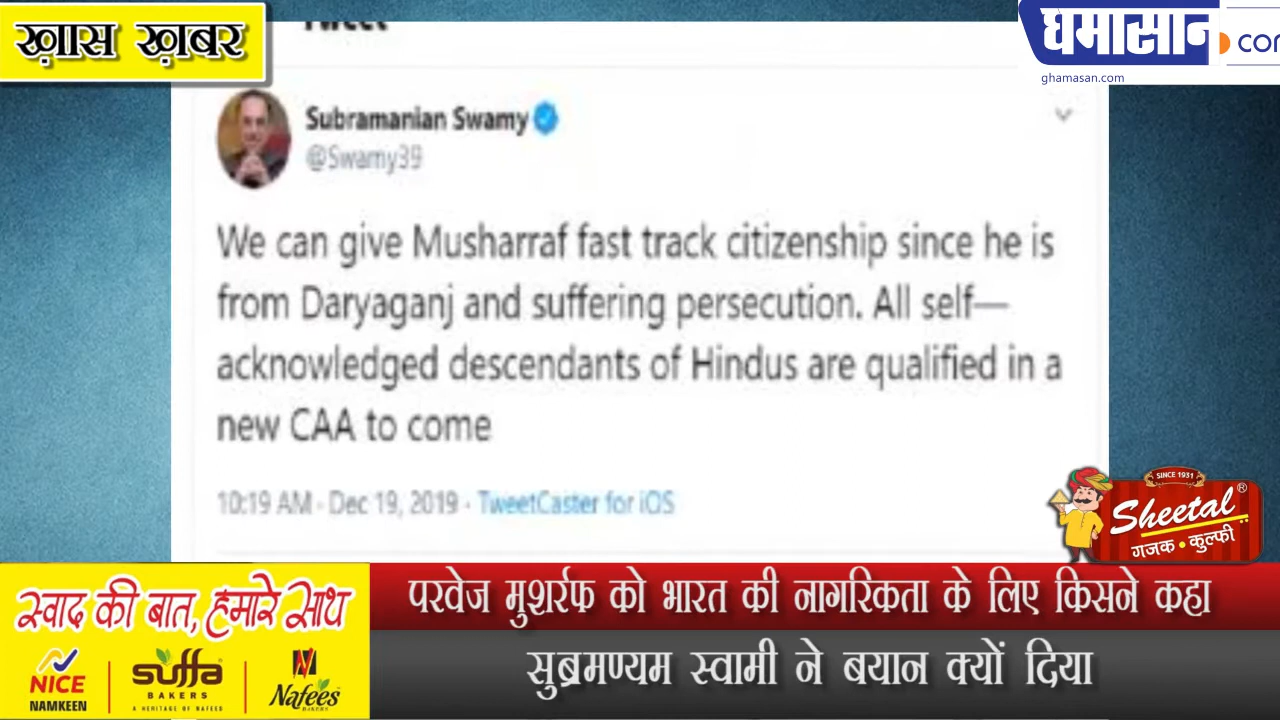 ख़ास ख़बर
घमासान.com
ghamasan.com
Tweet
Subramanian Swamy
@Swamy39
We can give Musharraf fast track citizenship since he is
from Daryaganj and suffering persecution. All self—
acknowledged descendants of Hindus are qualified in a
new CAA to come
10:19 AM · Dec 19, 2019 · TweetCaster for iOS
SINCE 1931
Sheetal®
गजक • कुल्फी
स्वाद की बात, हमारे साथ
NICE
NAMKEEN
suffa
BAKERS
A HERITAGE OF NAFEES
N
Nafees
BAKERS
परवेज मुशर्रफ को भारत की नागरिकता के लिए किसने कहा
सुब्रमण्यम स्वामी ने बयान क्यों दिया